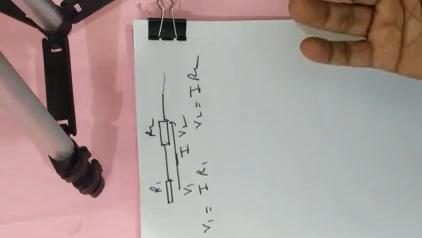 R₁ R₂
V₁ I V₂
V₁ = I R₁ V₂ = I R₂